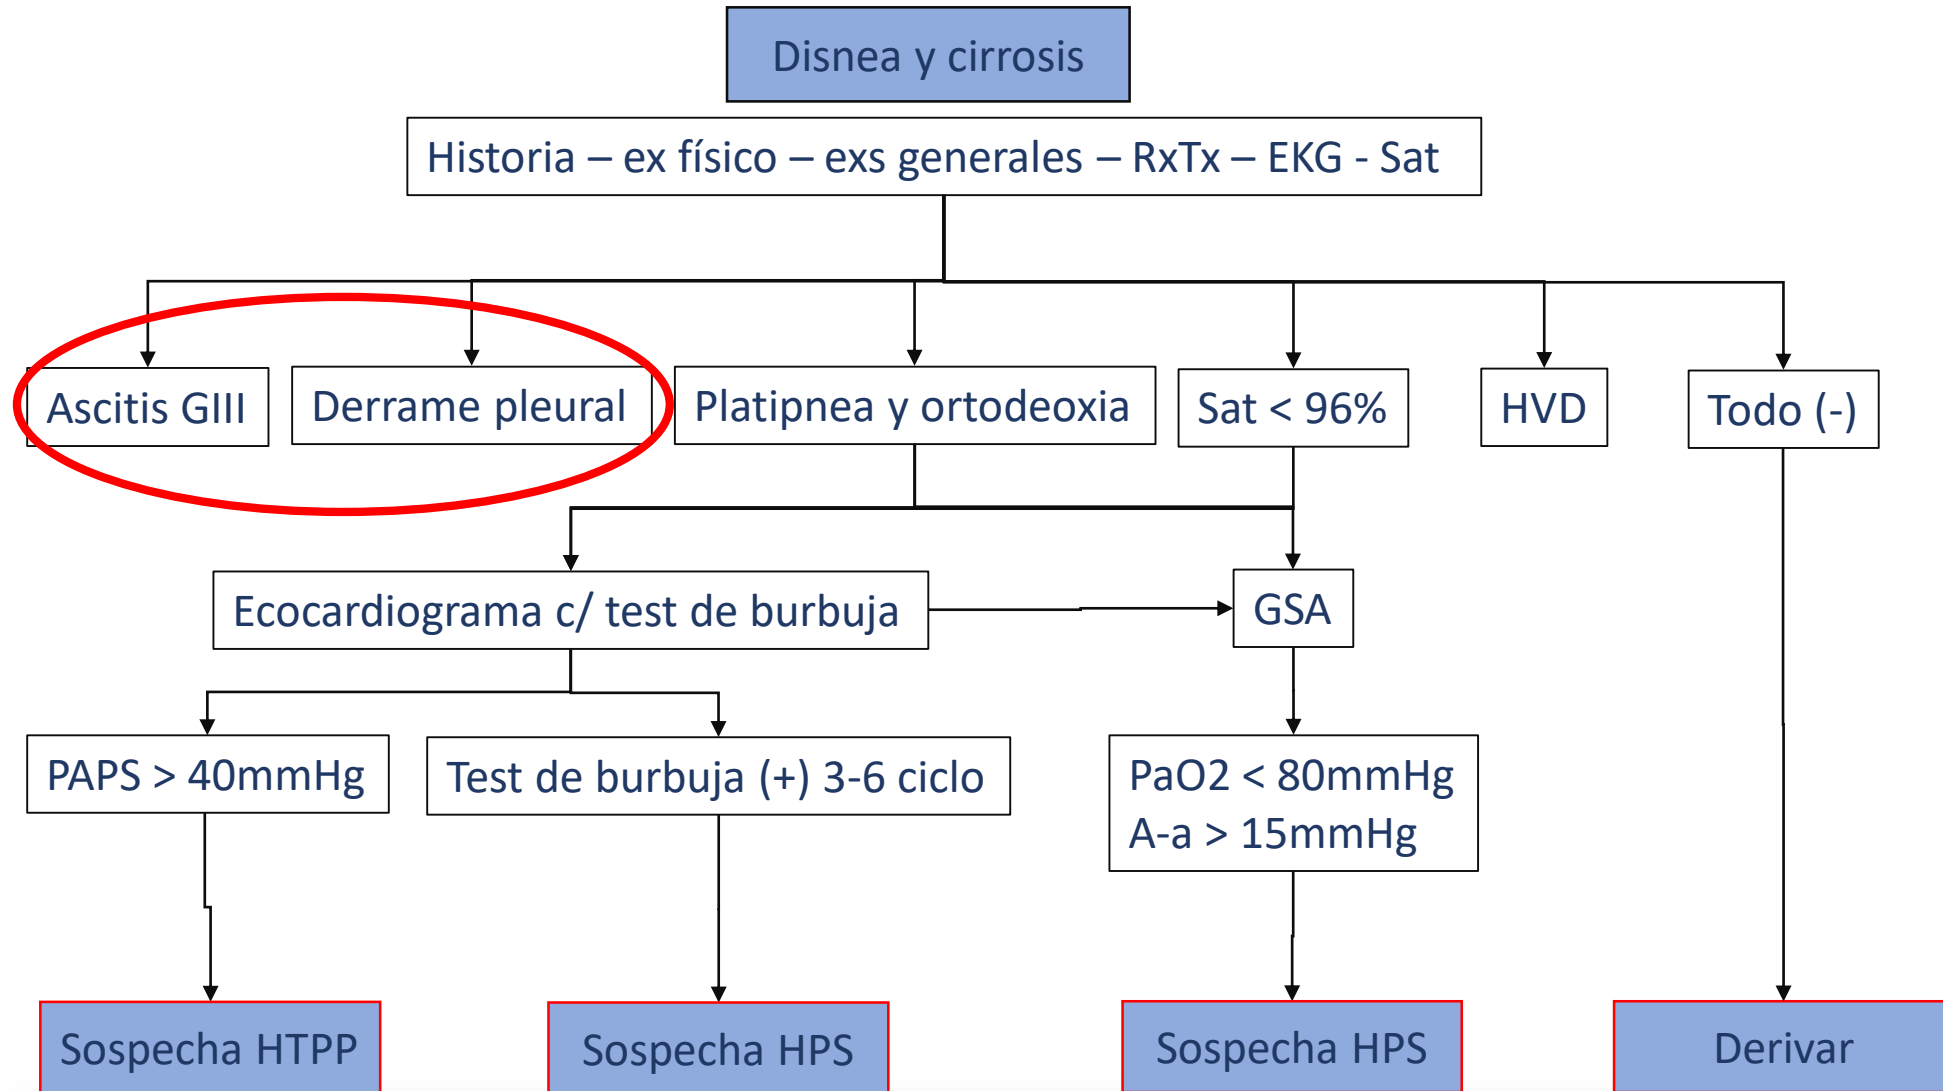 Disnea y cirrosis
Historia – ex físico – exs generales – RxTx – EKG - Sat
Ascitis GIII
Derrame pleural
Platipnea y ortodeoxia
Sat < 96%
HVD
Todo (-)
Ecocardiograma c/ test de burbuja
GSA
PAPS > 40mmHg
Test de burbuja (+) 3-6 ciclo
PaO2 < 80mmHg
A-a > 15mmHg
Sospecha HTPP
Sospecha HPS
Sospecha HPS
Derivar